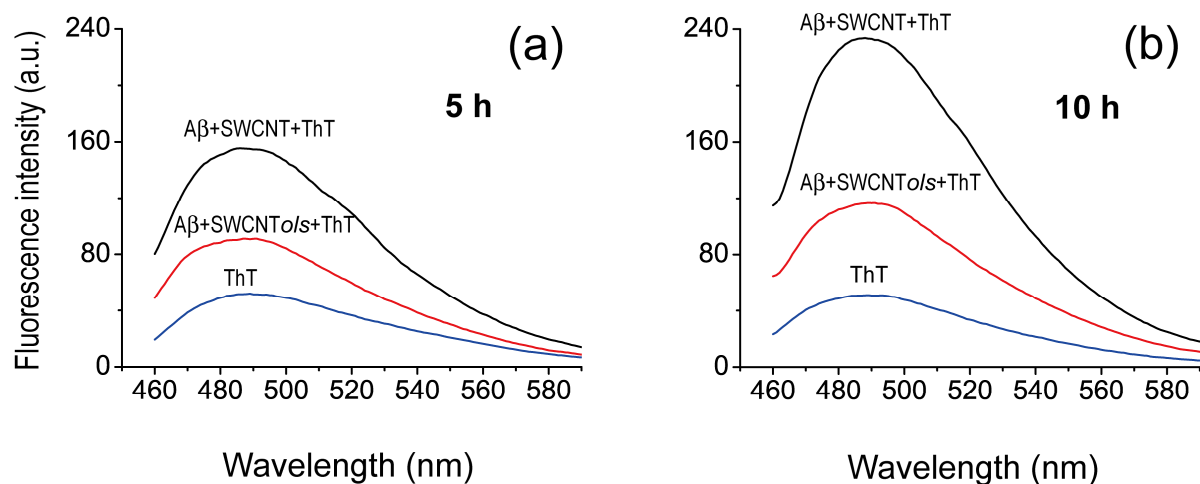 Fluorescence intensity (a.u.)
240
160
80
0
(a)
5 h
Aβ+SWCNT+ThT
Aβ+SWCNTols+ThT
ThT
460 480 500 520 540 560 580
Wavelength (nm)
240
160
80
0
(b)
10 h
Aβ+SWCNT+ThT
Aβ+SWCNTols+ThT
ThT
460 480 500 520 540 560 580
Wavelength (nm)